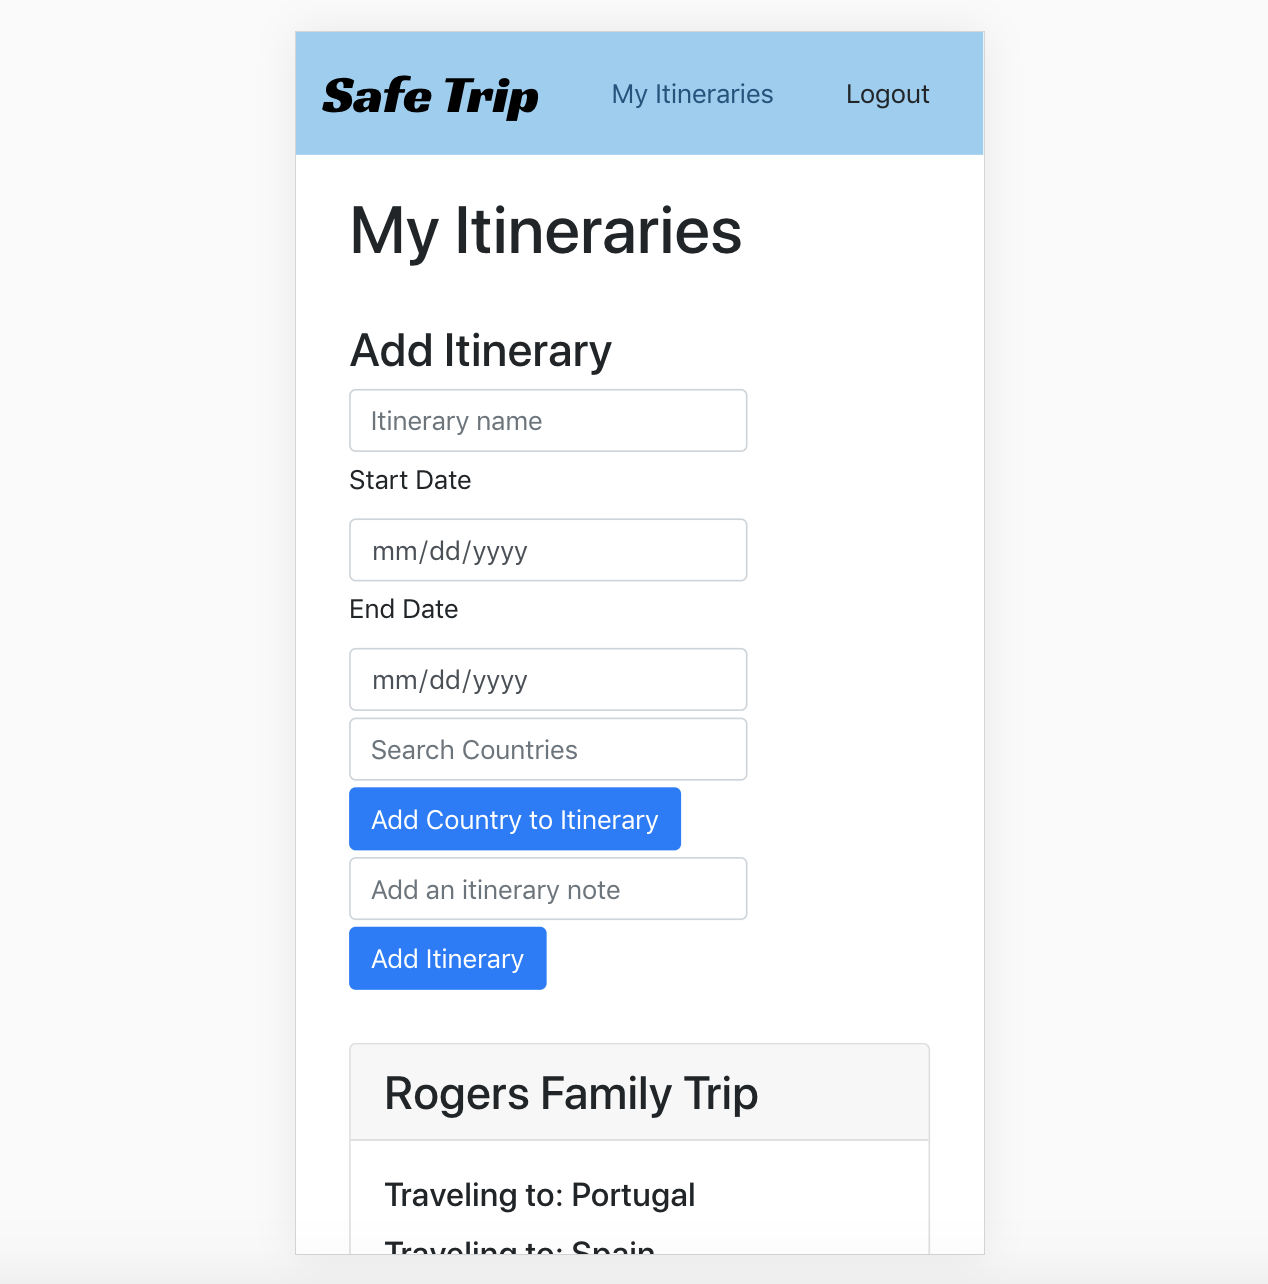 Safe Trip My Itineraries Logout
My Itineraries
Add Itinerary
Itinerary name
Start Date
mm/dd/yyyy
End Date
mm/dd/yyyy
Search Countries
Add Country to Itinerary
Add an itinerary note
Add Itinerary
Rogers Family Trip
Traveling to: Portugal
Traveling to: Spain